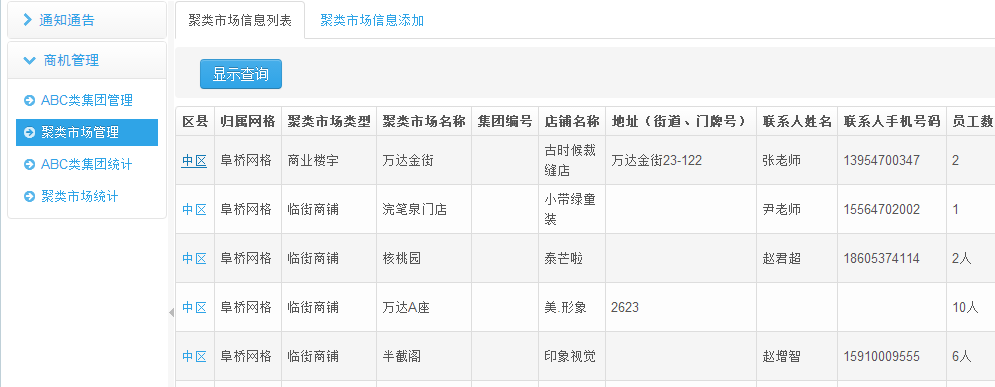 通知通告
商机管理
ABC类集团管理
聚类市场管理
ABC类集团统计
聚类市场统计
聚类市场信息列表 聚类市场信息添加
显示查询
区县 归属网格 聚类市场类型 聚类市场名称 集团编号 店铺名称 地址（街道、门牌号） 联系人姓名 联系人手机号码 员工数
中区 阜桥网格 商业楼宇 万达金街 古时候裁缝店 万达金街23-122 张老师 13954700347 2
中区 阜桥网格 临街商铺 浣笔泉门店 小带绿童装 尹老师 15564702002 1
中区 阜桥网格 临街商铺 核桃园 泰芒啦 赵君超 18605374114 2人
中区 阜桥网格 临街商铺 万达A座 美.形象 2623 10人
中区 阜桥网格 临街商铺 半截阁 印象视觉 赵增智 15910009555 6人